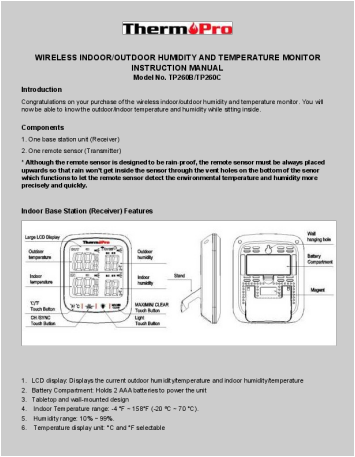 ThermoPro
WIRELESS INDOOR/OUTDOOR HUMIDITY AND TEMPERATURE MONITOR
INSTRUCTION MANUAL
Model No. TP260B/TP260C
Introduction
Congratulations on your purchase of the wireless indoor/outdoor humidity and temperature monitor. You will
now be able to know the outdoor/indoor temperature and humidity while sitting inside.
Components
1. One base station unit (Receiver)
2. One remote sensor (Transmitter)
* Although the remote sensor is designed to be rain-proof, the remote sensor must be always placed
upwards so that rain won't get inside the sensor through the vent holes on the bottom of the senor
which functions to let the remote sensor detect the environmental temperature and humidity more
precisely and quickly.
Indoor Base Station (Receiver) Features
Large LCD Display
ThermoPro
Outdoor
temperature
Indoor
temperature
°C/°F
Touch Button
CH/SYNC
Touch Button
Outdoor
humidity
Indoor
humidity
MAX/MIN/ CLEAR
Touch Button
Light
Touch Button
Stand
Wall
hanging hole
Battery
Compartment
Magent
1. LCD display: Displays the current outdoor humidity/temperature and indoor humidity/temperature
2. Battery Compartment: Holds 2 AAA batteries to power the unit
3. Tabletop and wall-mounted design
4. Indoor Temperature range: -4 °F ~ 158°F (-20 °C ~ 70 °C).
5. Humidity range: 10% ~ 99%.
6. Temperature display unit: °C and °F selectable